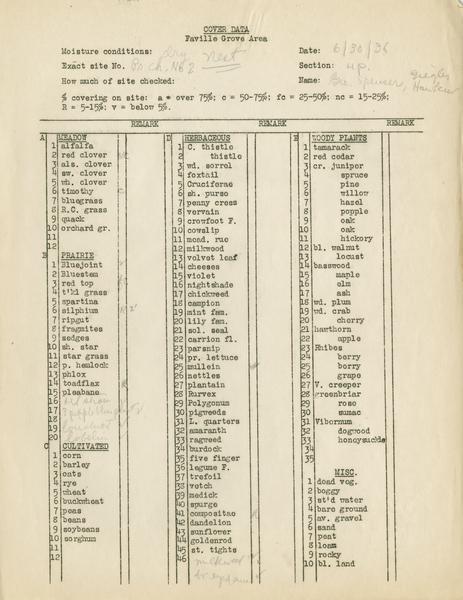 COVER DATA
Faville Grove Area
Moisture conditions: dry nest
Date: 6/30/36
Exact site No.
Section: 4P.
How much of site checked:
Name: Spencer,
% covering on site: a * over 75%; c = 50-75%; fc = 25-50%; nc = 15-25%;
R = 5-15%; v = below 5%.
REMARK REMARK REMARK
A MEADOW
1 alfalfa
2 red clover
3 als. clover
4 sw. clover
5 wh. clover
6 timothy
7 bluegrass
8 R.C. grass
9 quack
10 orchard gr.
11
12
B PRAIRIE
1 Bluejoint
2 Bluestem
3 red top
4 t'kl grass
5 spartina
6 silphium
7 ripgut
8 fragmites
9 sedges
10 sh. star
11 star grass
12 p. hemlock
13 phlox
14 toadflax
15 pleabane
16
17
18
19
20
C CULTIVATED
1 corn
2 barley
3 oats
4 rye
5 wheat
6 buckwheat
7 peas
8 beans
9 soybeans
10 sorghum
11
12
D HERBACEOUS
1 C. thistle
2 thistle
3 wd. sorrel
4 foxtail
5 Cruciferae
6 sh. purso
7 penny cress
8 vervain
9 crowfoot F.
10 cowslip
11 mead. rue
12 milkwood
13 volvet leaf
14 cheeses
15 violet
16 nightshade
17 chickweed
18 campion
19 mint fam.
20 lily fam.
21 sol. seal
22 carrion fl.
23 parsnip
24 pr. lettuce
25 mullein
26 nettles
27 plantain
28 Rurvex
29 Polygonum
30 pigweeds
31 L. quarters
32 amaranth
33 ragweed
34 burdock
35 five finger
36 legume F.
37 trefoil
38 vetch
39 medick
40 spurge
41 compositae
42 dandelion
43 sunflower
44 goldenrod
45 st. tights
46 milkweed
E WOODY PLANTS
1 tamarack
2 red cedar
3 cr. juniper
4 spruce
5 pine
6 willow
7 hazel
8 popple
9 oak
10 oak
11 hickory
12 bl. walnut
13 locust
14 basswood
15 maple
16 elm
17 ash
18 wd. plum
19 wd. crab
20 cherry
21 hawthorn
22 apple
23 Rhibes
24 berry
25 berry
26 grape
27 V. creeper
28 greenbriar
29 rose
30 sumac
31 Vibornum
32 dogwood
33 honeysuckle
34
35
MISC.
1 dead veg.
2 boggy
3 st'd water
4 bare ground
5 av. gravel
6 sand
7 peat
8 loam
9 rocky
10 bl. land